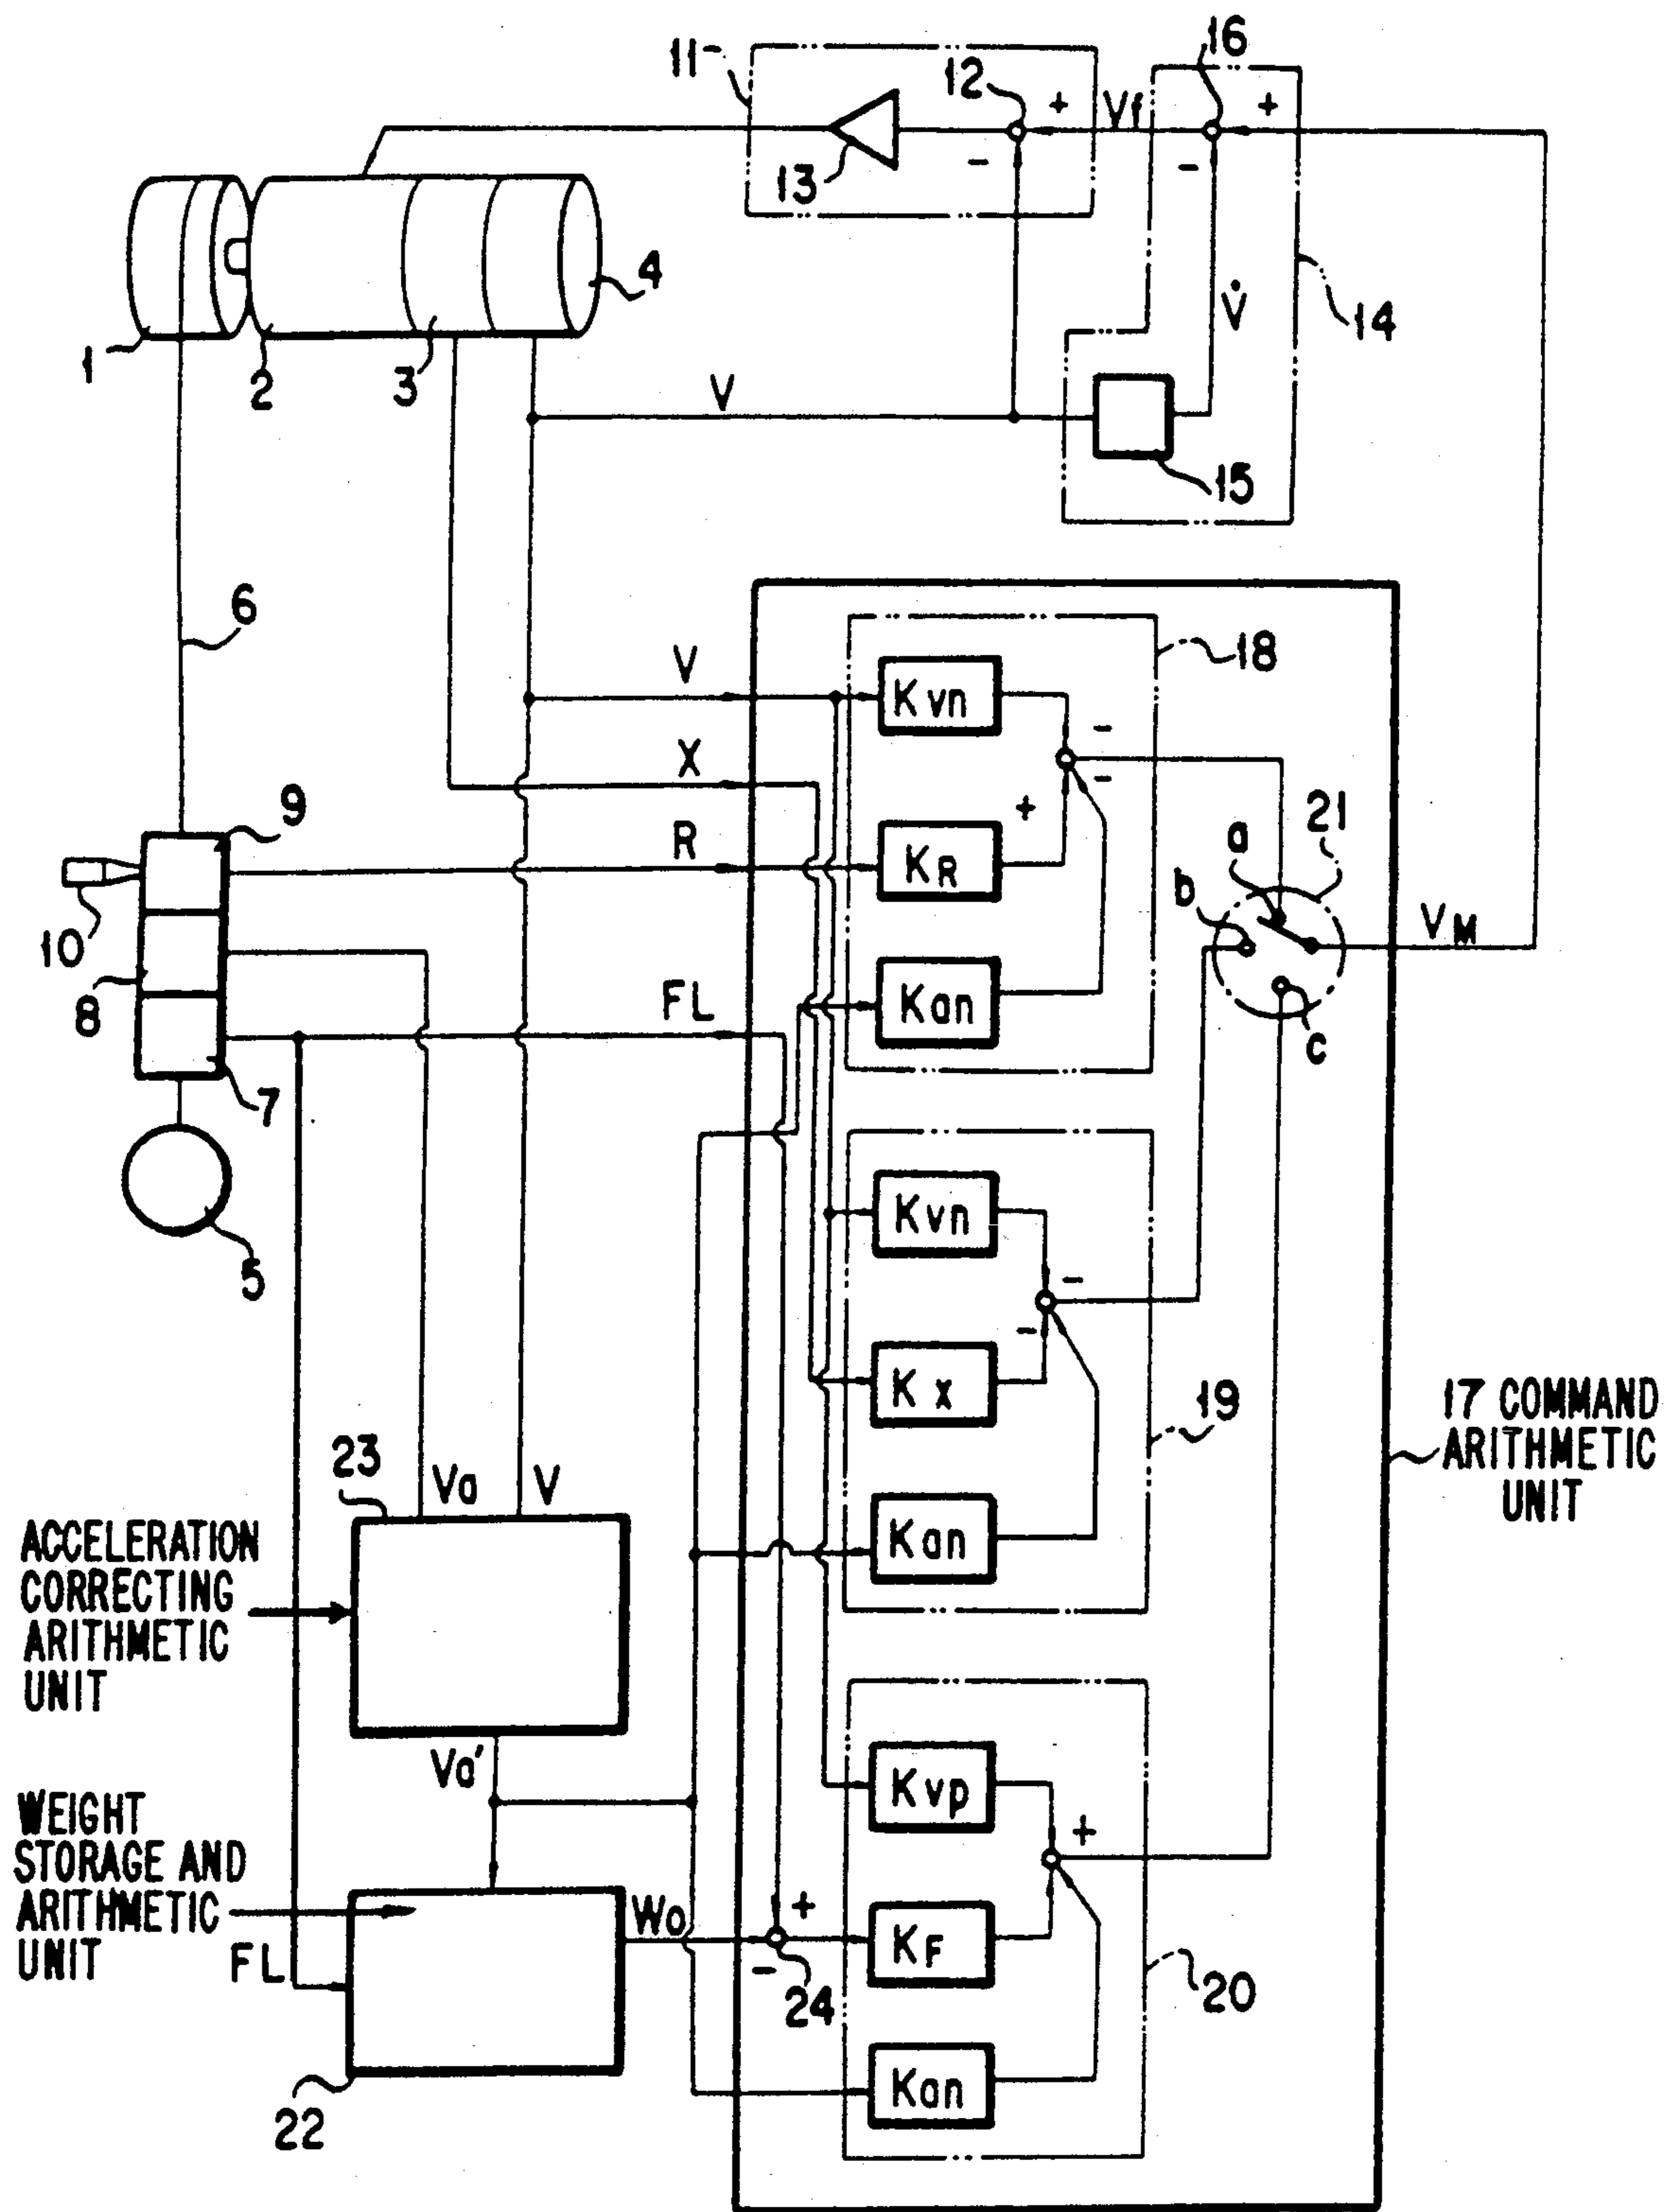 16
11
12
+
Vf
+
-
-
13
4
V̇
14
1
2
3
V
15
6
V
Kvn
18
-
X
-
9
R
+
KR
a
21
b
VM
10
8
FL
Kan
c
7
5
Kvn
-
-
Kx
19
17 COMMAND
ARITHMETIC
UNIT
23
Va
V
Kan
ACCELERATION
CORRECTING
ARITHMETIC
UNIT
Va'
Kvp
+
WEIGHT
STORAGE AND
ARITHMETIC
UNIT
Wo
+
KF
FL
-
24
20
Kan
22